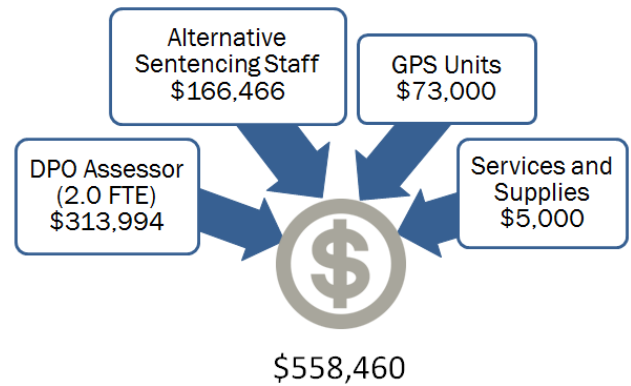 Alternative
Sentencing Staff
$166,466
GPS Units
$73,000
DPO Assessor
(2.0 FTE)
$313,994
Services and
Supplies
$5,000
$
$558,460